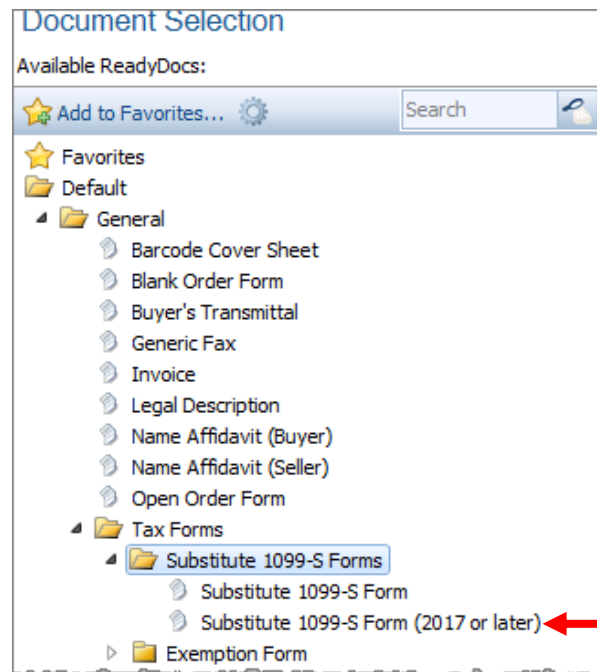 Document Selection
Available ReadyDocs:
Add to Favorites... Search
Favorites
Default
General
Barcode Cover Sheet
Blank Order Form
Buyer's Transmittal
Generic Fax
Invoice
Legal Description
Name Affidavit (Buyer)
Name Affidavit (Seller)
Open Order Form
Tax Forms
Substitute 1099-S Forms
Substitute 1099-S Form
Substitute 1099-S Form (2017 or later)
Exemption Form